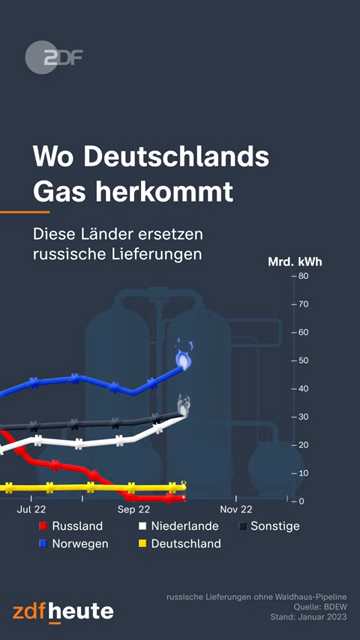 ZDF
Wo Deutschlands
Gas herkommt
Diese Länder ersetzen
russische Lieferungen
Mrd. kWh
80
70
60
50
40
30
20
10
0
Jul 22 Sep 22 Nov 22
Russland Niederlande Sonstige
Norwegen Deutschland
russische Lieferungen ohne Waidhaus-Pipeline
Quelle: BDEW
Stand: Januar 2023
zdfheute